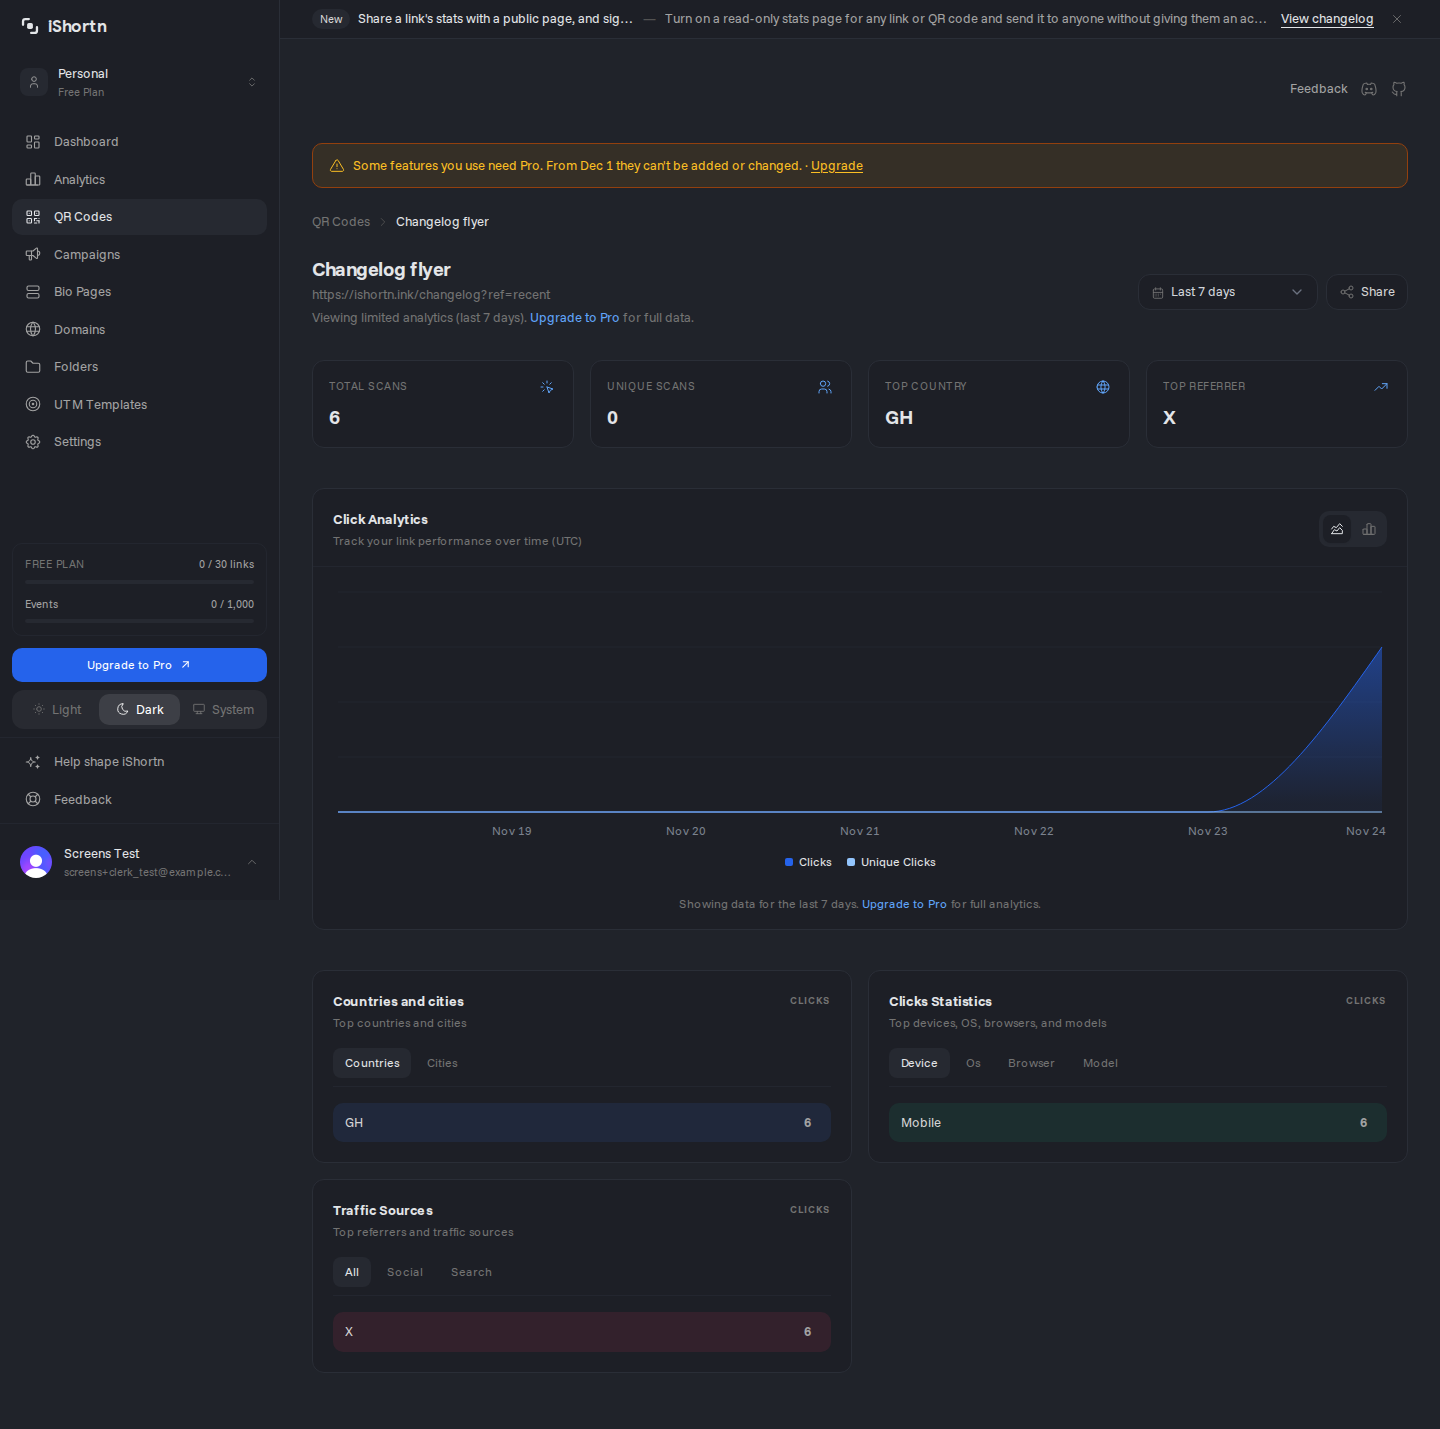 iShortn
Personal
Free Plan
Dashboard
Analytics
QR Codes
Campaigns
Bio Pages
Domains
Folders
UTM Templates
Settings
FREE PLAN 0 / 30 links
Events 0 / 1,000
Upgrade to Pro
Light Dark System
Help shape iShortn
Feedback
Screens Test
screens+clerk_test@example.c...
New Share a link's stats with a public page, and sig... — Turn on a read-only stats page for any link or QR code and send it to anyone without giving them an ac... View changelog
Feedback
Some features you use need Pro. From Dec 1 they can't be added or changed. · Upgrade
QR Codes Changelog flyer
Changelog flyer
https://ishortn.ink/changelog?ref=recent
Viewing limited analytics (last 7 days). Upgrade to Pro for full data.
Last 7 days Share
TOTAL SCANS
6
UNIQUE SCANS
0
TOP COUNTRY
GH
TOP REFERRER
X
Click Analytics
Track your link performance over time (UTC)
Nov 19 Nov 20 Nov 21 Nov 22 Nov 23 Nov 24
Clicks Unique Clicks
Showing data for the last 7 days. Upgrade to Pro for full analytics.
Countries and cities CLICKS
Top countries and cities
Countries Cities
GH 6
Clicks Statistics CLICKS
Top devices, OS, browsers, and models
Device Os Browser Model
Mobile 6
Traffic Sources CLICKS
Top referrers and traffic sources
All Social Search
X 6